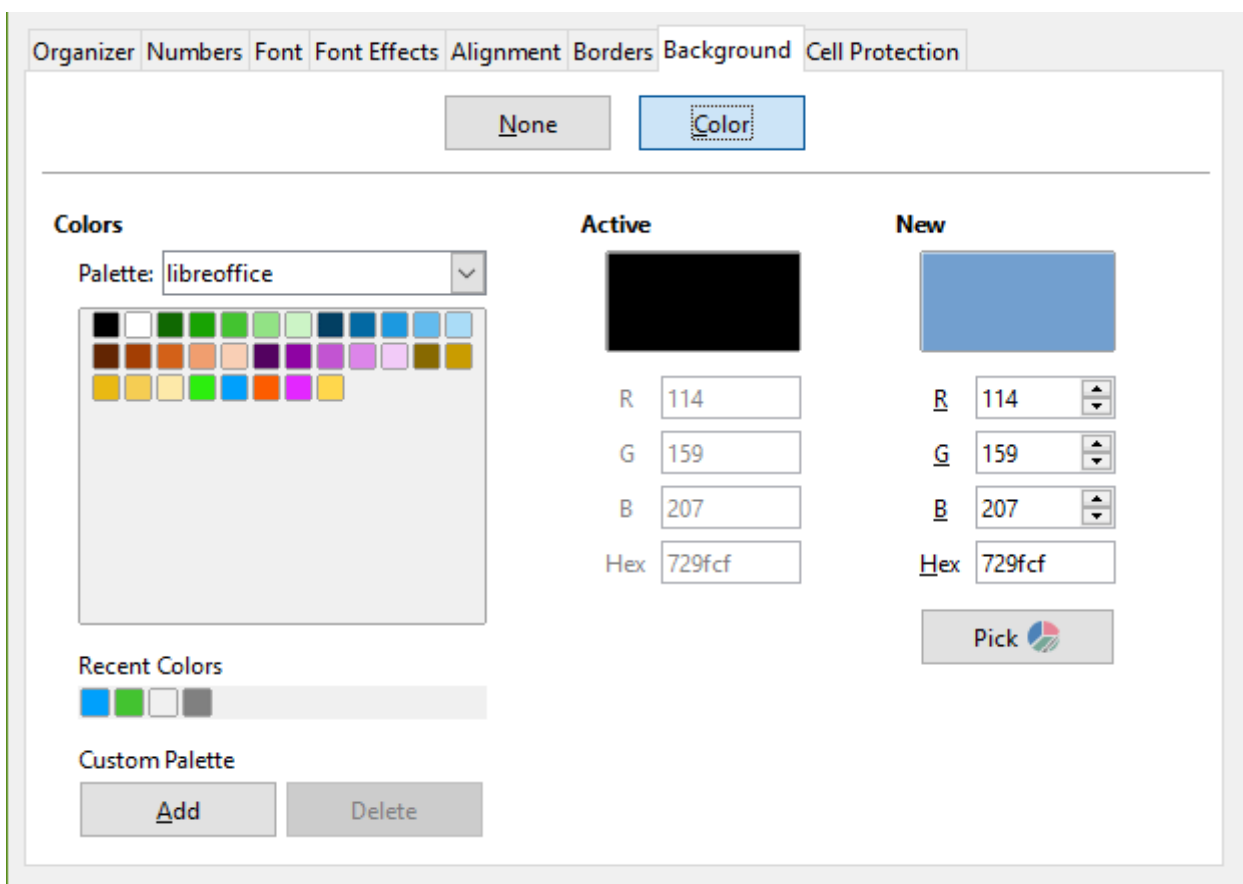 Organizer Numbers Font Font Effects Alignment Borders Background Cell Protection
None Color
Colors Active New
Palette: libreoffice
R 114 R 114
G 159 G 159
B 207 B 207
Hex 729fcf Hex 729fcf
Pick
Recent Colors
Custom Palette
Add Delete